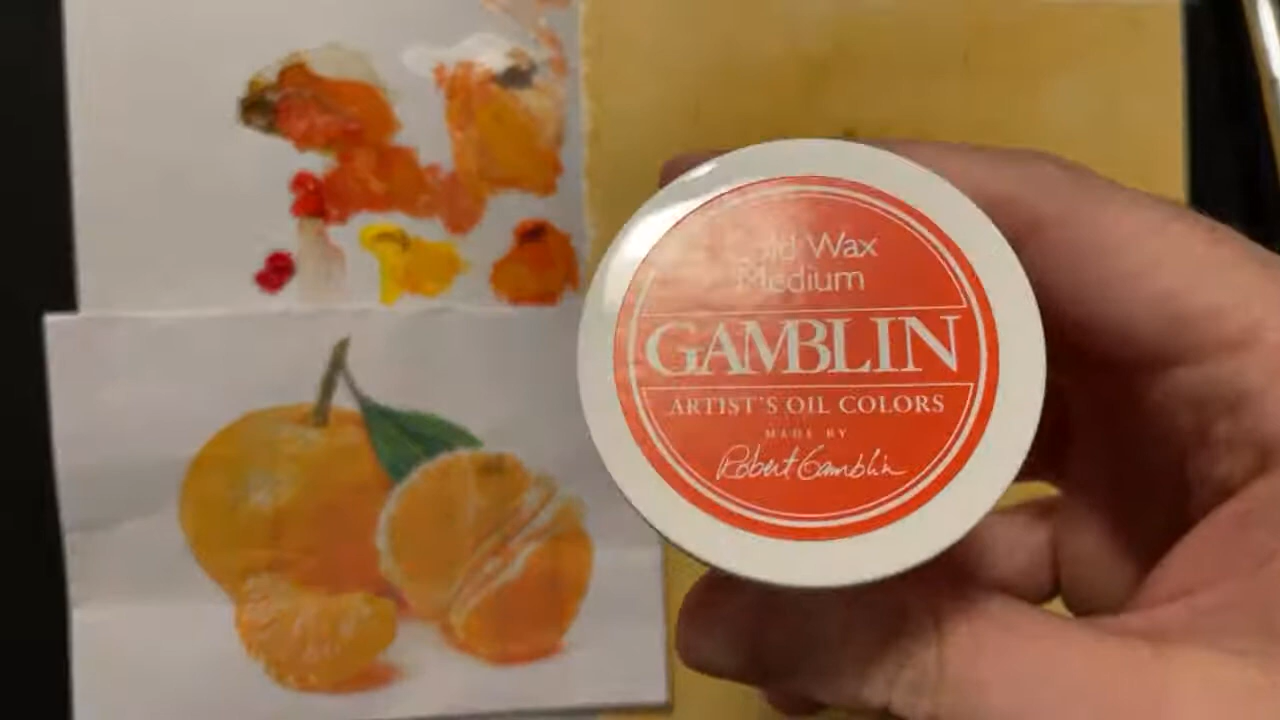 Wax
Medium
GAMBLIN
ARTIST'S OIL COLORS
MADE BY
Robert Gamblin